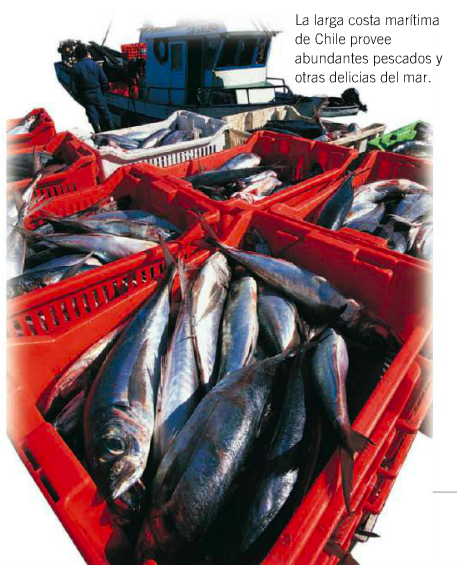 La larga costa marítima
de Chile provee
abundantes pescados y
otras delicias del mar.